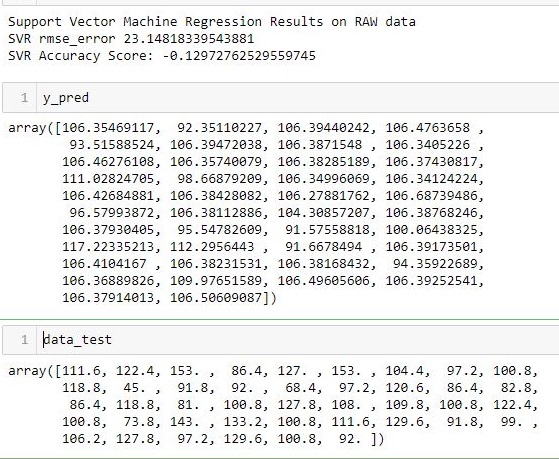 Support Vector Machine Regression Results on RAW data
SVR rmse_error 23.14818339543881
SVR Accuracy Score: -0.12972762529559745
1 y_pred
array([106.35469117,  92.35110227, 106.39440242, 106.4763658 ,
93.51588524, 106.39472038, 106.3871548 , 106.3405226 ,
106.46276108, 106.35740079, 106.38285189, 106.37430817,
111.02824705,  98.66879209, 106.34996069, 106.34124224,
106.42684881, 106.38428082, 106.27881762, 106.68739486,
96.57993872, 106.38112886, 104.30857207, 106.38768246,
106.37930405,  95.54782609,  91.57558818, 100.06438325,
117.22335213, 112.2956443 ,  91.6678494 , 106.39173501,
106.4104167 , 106.38231531, 106.38168432,  94.35922689,
106.36889826, 109.97651589, 106.49605606, 106.39252541,
106.37914013, 106.50609087])
1 data_test
array([111.6, 122.4, 153. ,  86.4, 127. , 153. , 104.4,  97.2, 100.8,
118.8,  45. ,  91.8,  92. ,  68.4,  97.2, 120.6,  86.4,  82.8,
86.4, 118.8,  81. , 100.8, 127.8, 108. , 109.8, 100.8, 122.4,
100.8,  73.8, 143. , 133.2, 100.8, 111.6, 129.6,  91.8,  99. ,
106.2, 127.8,  97.2, 129.6, 100.8,  92. ])